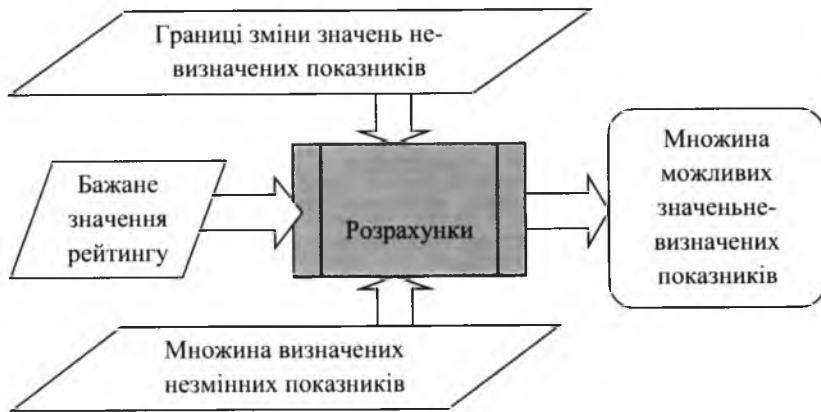 Границі зміни значень не-
визначених показників
Бажане
значення
рейтингу
Розрахунки
Множина
можливих
значеньне-
визначених
показників
Множина визначених
незмінних показників